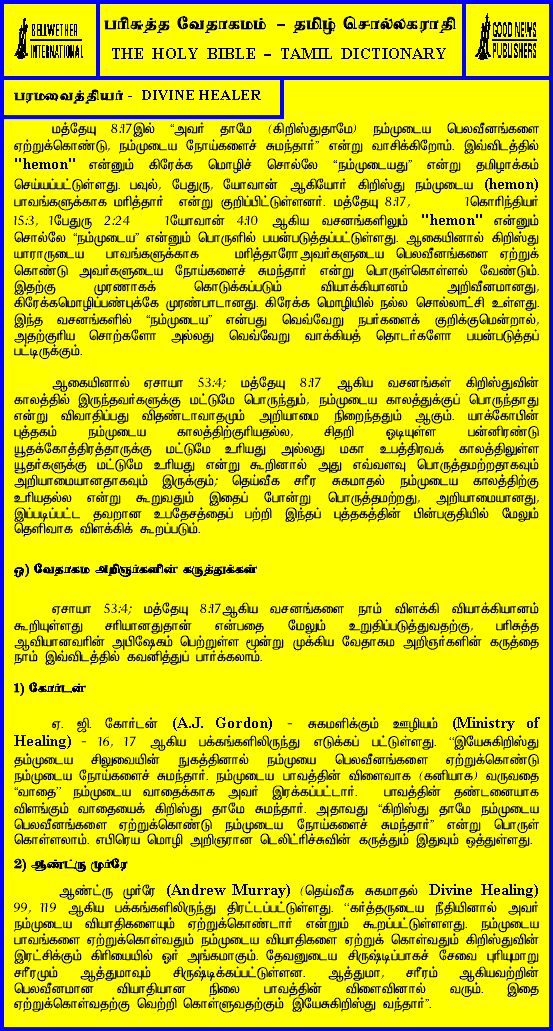 BELLWETHER
INTERNATIONAL
பரிசுத்த வேதாகமம் – தமிழ் சொல்லகராதி
THE HOLY BIBLE – TAMIL DICTIONARY
GOOD NEWS
PUBLISHERS
பரமவைத்தியர் - DIVINE HEALER
மத்தேயு 8:17இல் “அவர் தாமே (கிறிஸ்துதாமே) நம்முடைய பெலவீனங்களை
ஏற்றுக்கொண்டு, நம்முடைய நோய்களைச் சுமந்தார்” என்று வாசிக்கிறோம். இவ்விடத்தில்
"hemon" என்னும் கிரேக்க மொழிச் சொல்லே “நம்முடையது” என்று தமிழாக்கம்
செய்யப்பட்டுள்ளது. பவுல், பேதுரு, யோவான் ஆகியோர் கிறிஸ்து நம்முடைய (hemon)
பாவங்களுக்காக மரித்தார் என்று குறிப்பிட்டுள்ளனர். மத்தேயு 8:17, 1கொரிந்தியர்
15:3, 1பேதுரு 2:24 1யோவான் 4:10 ஆகிய வசனங்களிலும் "hemon" என்னும்
சொல்லே “நம்முடைய” என்னும் பொருளில் பயன்படுத்தப்பட்டுள்ளது. ஆகையினால் கிறிஸ்து
யாராருடைய பாவங்களுக்காக மரித்தாரோஅவர்களுடைய பெலவீனங்களை ஏற்றுக்
கொண்டு அவர்களுடைய நோய்களைச் சுமந்தார் என்று பொருள்கொள்ளல் வேண்டும்.
இதற்கு முரணாகக் கொடுக்கப்படும் வியாக்கியானம் அறிவீனமானது,
கிரேக்கமொழிப்பண்புக்கே முரண்பாடானது. கிரேக்க மொழியில் நல்ல சொல்லாட்சி உள்ளது.
இந்த வசனங்களில் “நம்முடைய” என்பது வெவ்வேறு நபர்களைக் குறிக்குமென்றால்,
அதற்குரிய சொற்களோ அல்லது வெவ்வேறு வாக்கியத் தொடர்களோ பயன்படுத்தப்
பட்டிருக்கும்.
ஆகையினால் ஏசாயா 53:4; மத்தேயு 8:17 ஆகிய வசனங்கள் கிறிஸ்துவின்
காலத்தில் இருந்தவர்களுக்கு மட்டுமே பொருந்தும், நம்முடைய காலத்துக்குப் பொருந்தாது
என்று விவாதிப்பது விதண்டாவாதமும் அறியாமை நிறைந்ததும் ஆகும். யாக்கோபின்
புத்தகம் நம்முடைய காலத்திற்குரியதல்ல, சிதறி ஓடியுள்ள பன்னிரண்டு
யூதக்கோத்திரத்தாருக்கு மட்டுமே உரியது அல்லது மகா உபத்திரவக் காலத்திலுள்ள
யூதர்களுக்கு மட்டுமே உரியது என்று கூறினால் அது எவ்வளவு பொருத்தமற்றதாகவும்
அறியாமையானதாகவும் இருக்கும்; தெய்வீக சரீர சுகமாதல் நம்முடைய காலத்திற்கு
உரியதல்ல என்று கூறுவதும் இதைப் போன்று பொருத்தமற்றது, அறியாமையானது,
இப்படிப்பட்ட தவறான உபதேசத்தைப் பற்றி இந்தப் புத்தகத்தின் பின்பகுதியில் மேலும்
தெளிவாக விளக்கிக் கூறப்படும்.
ஒ) வேதாகம அறிஞர்களின் கருத்துக்கள்
ஏசாயா 53:4; மத்தேயு 8:17ஆகிய வசனங்களை நாம் விளக்கி வியாக்கியானம்
கூறியுள்ளது சரியானதுதான் என்பதை மேலும் உறுதிப்படுத்துவதற்கு, பரிசுத்த
ஆவியானவரின் அபிஷேகம் பெற்றுள்ள மூன்று முக்கிய வேதாகம அறிஞர்களின் கருத்தை
நாம் இவ்விடத்தில் கவனித்துப் பார்க்கலாம்.
1) கோர்டன்
ஏ. ஜி. கோர்டன் (A.J. Gordon) - சுகமளிக்கும் ஊழியம் (Ministry of
Healing) - 16, 17 ஆகிய பக்கங்களிலிருந்து எடுக்கப் பட்டுள்ளது. “இயேசுகிறிஸ்து
தம்முடைய சிலுவையின் நுகத்தினால் நம்மைய பெலவீனங்களை ஏற்றுக்கொண்டு
நம்முடைய நோய்களைச் சுமந்தார். நம்முடைய பாவத்தின் விளைவாக (கனியாக) வருவதை
“வாதை” நம்முடைய வாதைக்காக அவர் இரக்கப்பட்டார். பாவத்தின் தண்டனையாக
விளங்கும் வாதையைக் கிறிஸ்து தாமே சுமந்தார். அதாவது “கிறிஸ்து தாமே நம்முடைய
பெலவீனங்களை ஏற்றுக்கொண்டு நம்முடைய நோய்களைச் சுமந்தார்” என்று பொருள்
கொள்ளலாம். எபிரெய மொழி அறிஞரான டெலிட்ரிச்சுவின் கருத்தும் இதுவும் ஒத்துள்ளது.
2) ஆண்ட்ரு முர்ரே
ஆண்ட்ரு முர்ரே (Andrew Murray) (தெய்வீக சுகமாதல் Divine Healing)
99, 119 ஆகிய பக்கங்களிலிருந்து திரட்டப்பட்டுள்ளது. “கர்த்தருடைய நீதியினால் அவர்
நம்முடைய வியாதிகளையும் ஏற்றுக்கொண்டார் என்றும் கூறப்பட்டுள்ளளது. நம்முடைய
பாவங்களை ஏற்றுக்கொள்வதும் நம்முடைய வியாதிகளை ஏற்றுக் கொள்வதும் கிறிஸ்துவின்
இரட்சிக்கும் கிரியையில் ஓர் அங்கமாகும். தேவனுடைய சிருஷ்டிப்பாகச் சேவை புரியுமாறு
சரீரமும் ஆத்துமாவும் சிருஷ்டிக்கப்பட்டுள்ளன. ஆத்துமா, சரீரம் ஆகியவற்றின்
பெலவீனமான வியாதியான நிலை பாவத்தின் விளைவினால் வரும். இதை
ஏற்றுக்கொள்வதற்கு வெற்றி கொள்ளுவதற்கும் இயேசுகிறிஸ்து வந்தார்”.